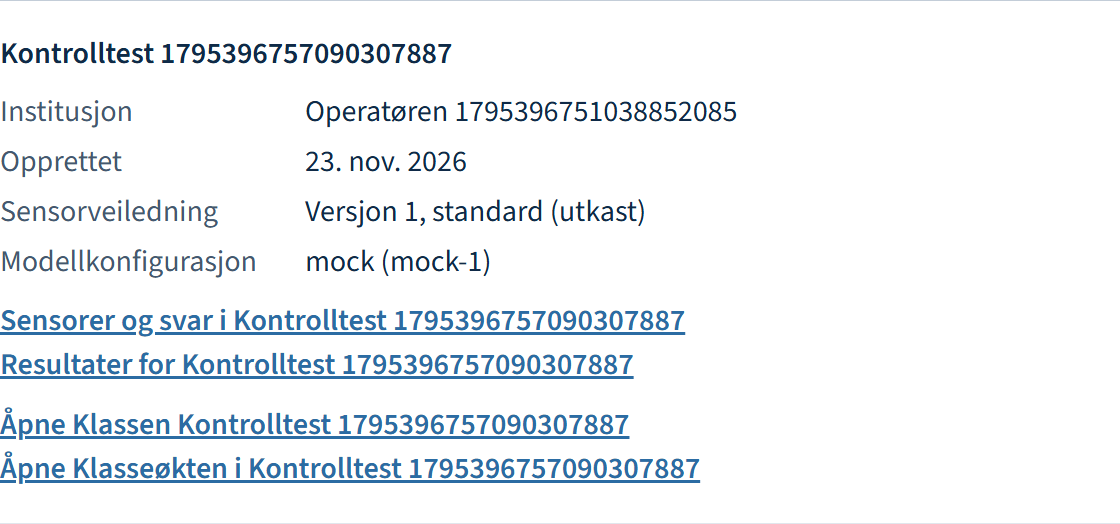 Kontrolltest 1795396757090307887
Institusjon Operatøren 1795396751038852085
Opprettet 23. nov. 2026
Sensorveiledning Versjon 1, standard (utkast)
Modellkonfigurasjon mock (mock-1)
Sensorer og svar i Kontrolltest 1795396757090307887
Resultater for Kontrolltest 1795396757090307887
Åpne Klassen Kontrolltest 1795396757090307887
Åpne Klasseøkten i Kontrolltest 1795396757090307887